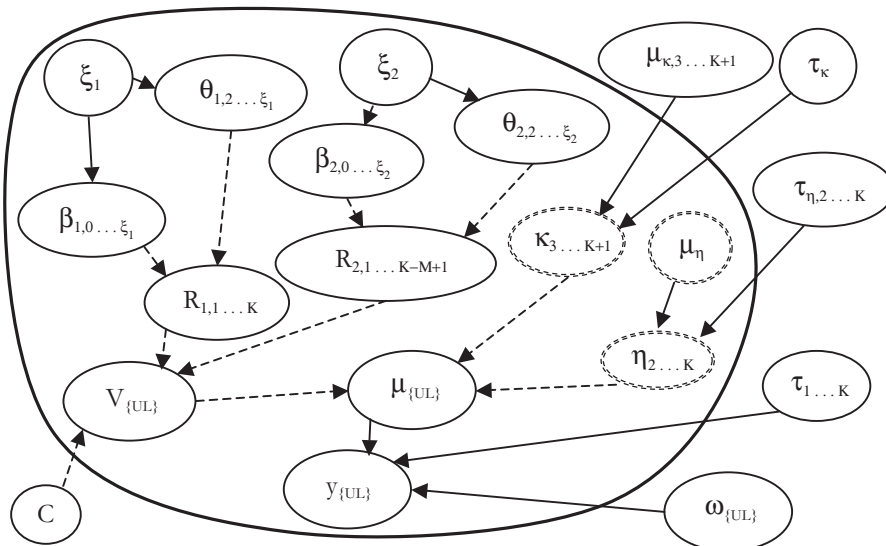 ξ₁
θ₁,₂ … ξ₁
β₁,₀ … ξ₁
R₁,₁ … K
ξ₂
θ₂,₂ … ξ₂
β₂,₀ … ξ₂
R₂,₁ … K–M+1
μκ,3 … K+1
τκ
κ₃ … K+1
μη
τη,2 … K
η₂ … K
V{UL}
μ{UL}
τ₁ … K
y{UL}
C
ω{UL}